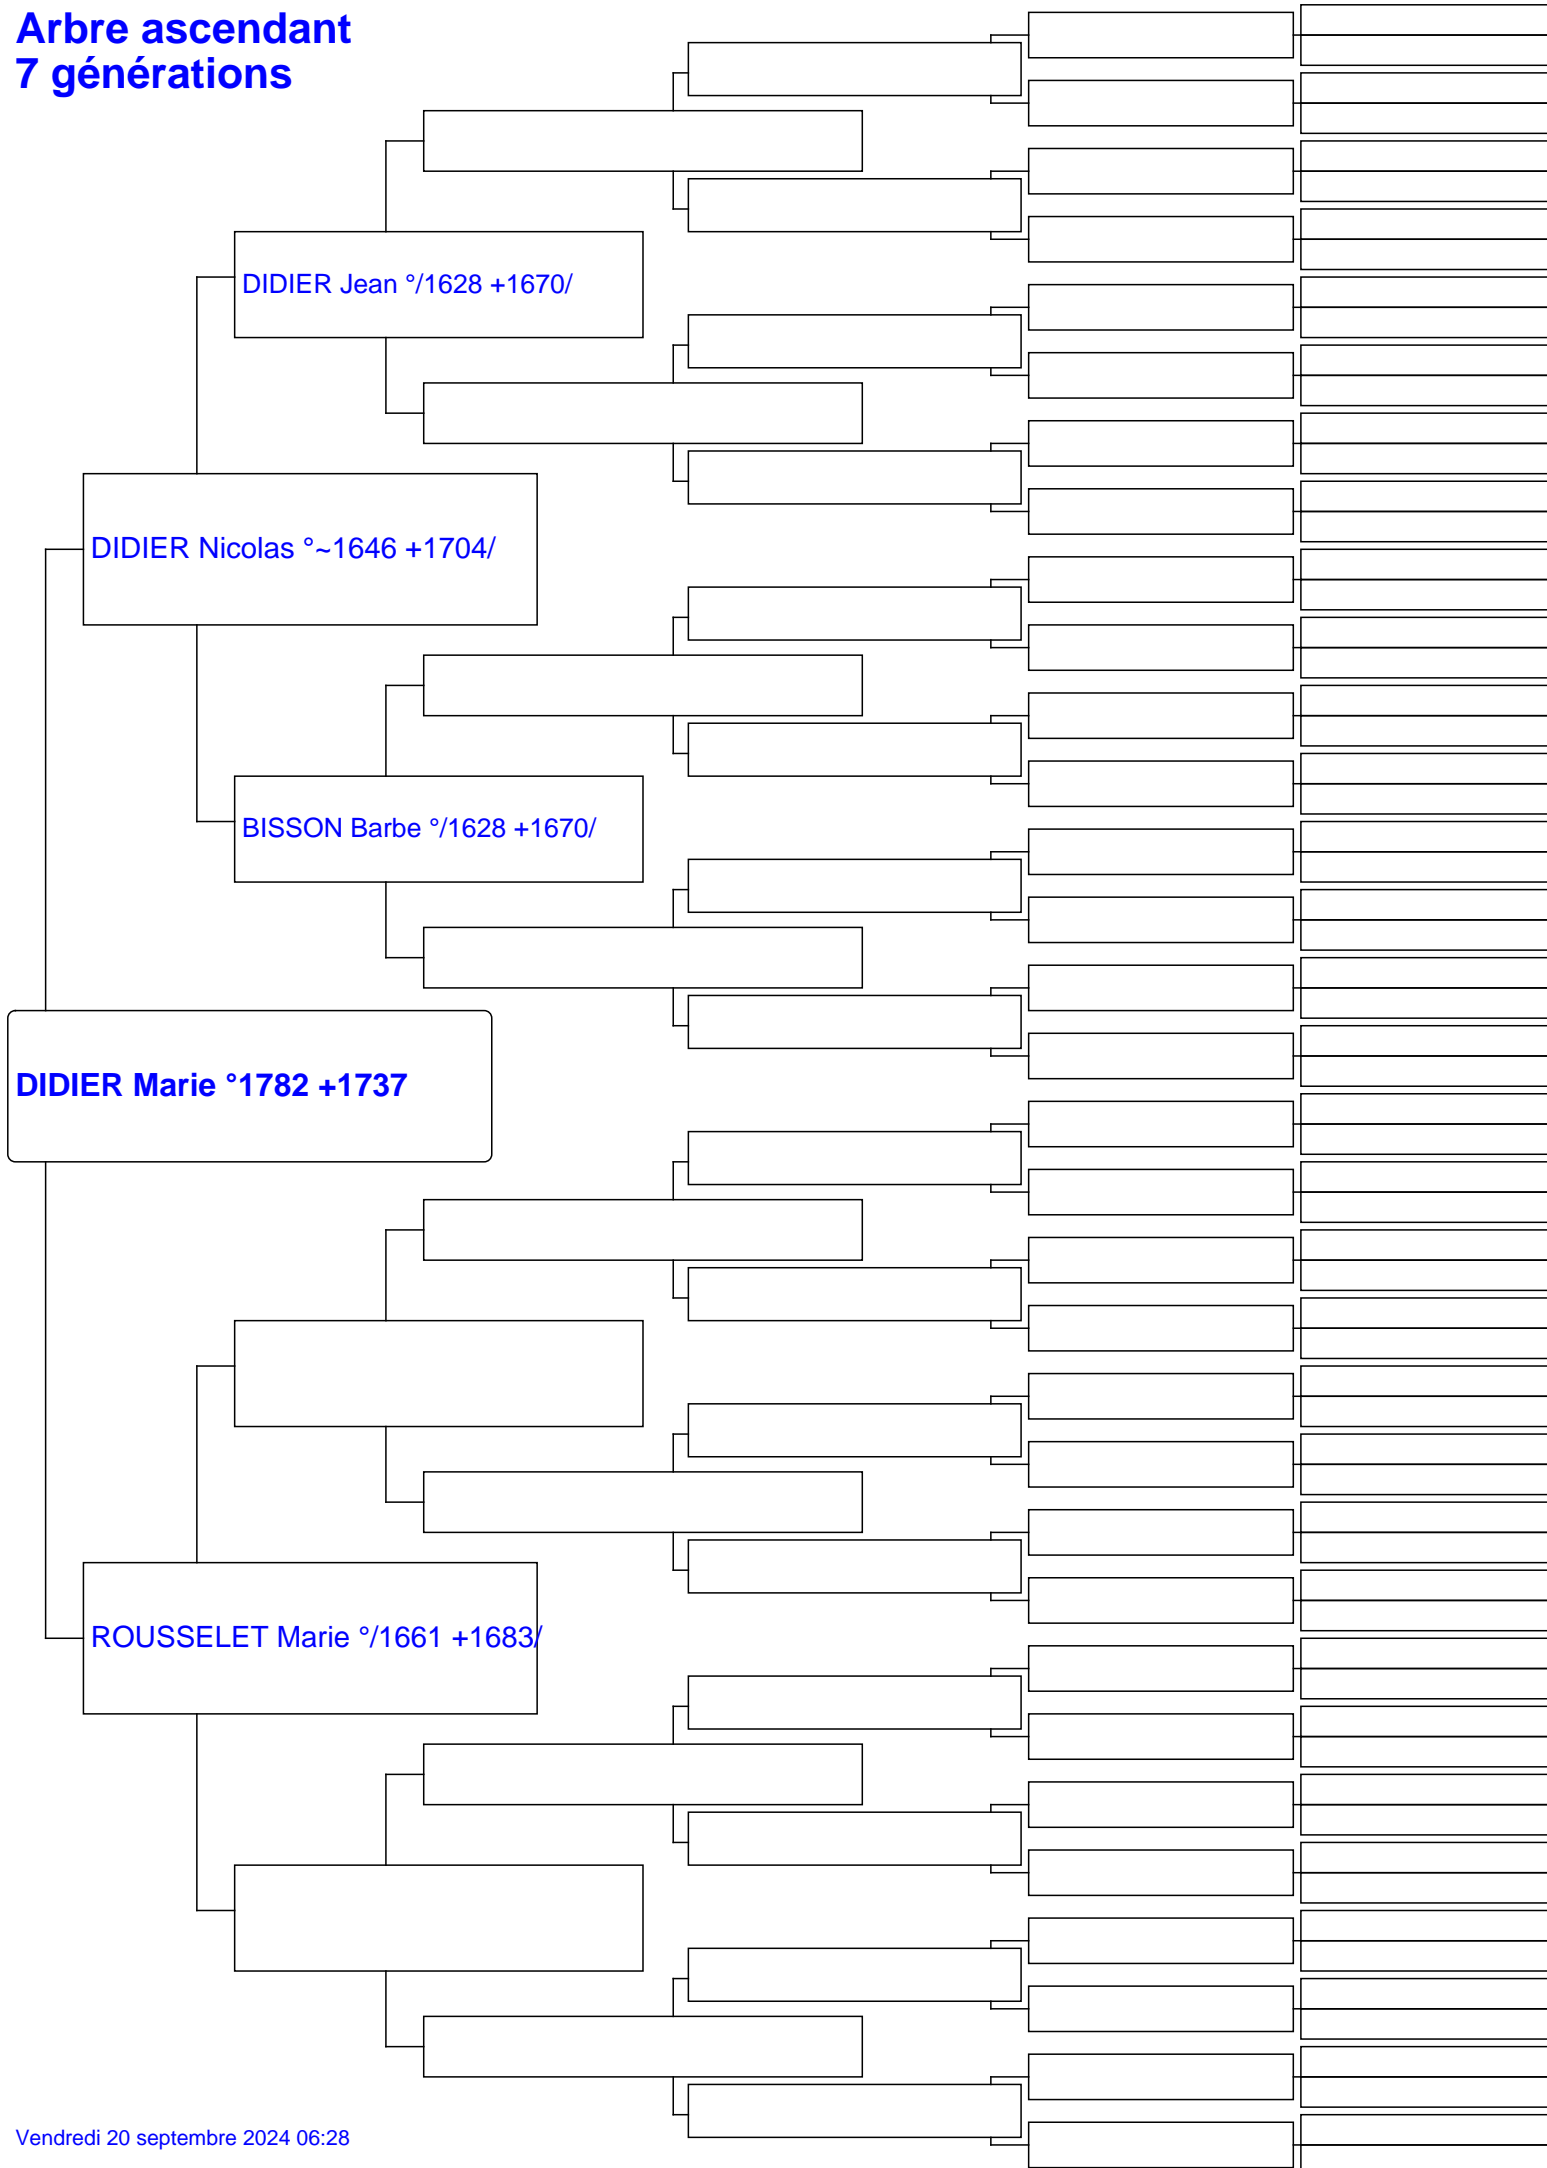 Arbre ascendant
7 générations
DIDIER Jean °/1628 +1670/
DIDIER Nicolas °~1646 +1704/
BISSON Barbe °/1628 +1670/
DIDIER Marie °1782 +1737
ROUSSELET Marie °/1661 +1683/
Vendredi 20 septembre 2024 06:28